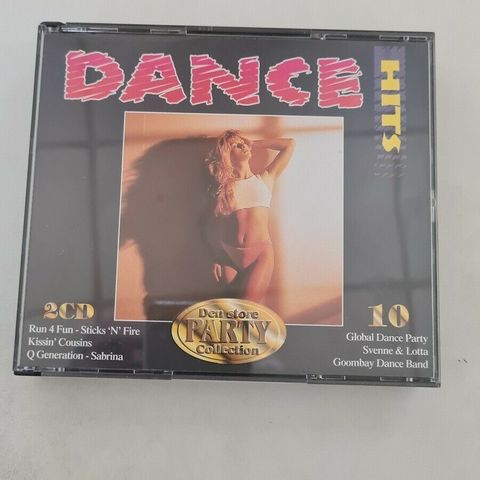 DANCE
HITS
2CD
Run 4 Fun - Sticks 'N' Fire
Kissin' Cousins
Q Generation - Sabrina
Den store
PARTY
Collection
10
Global Dance Party
Svenne & Lotta
Goombay Dance Band